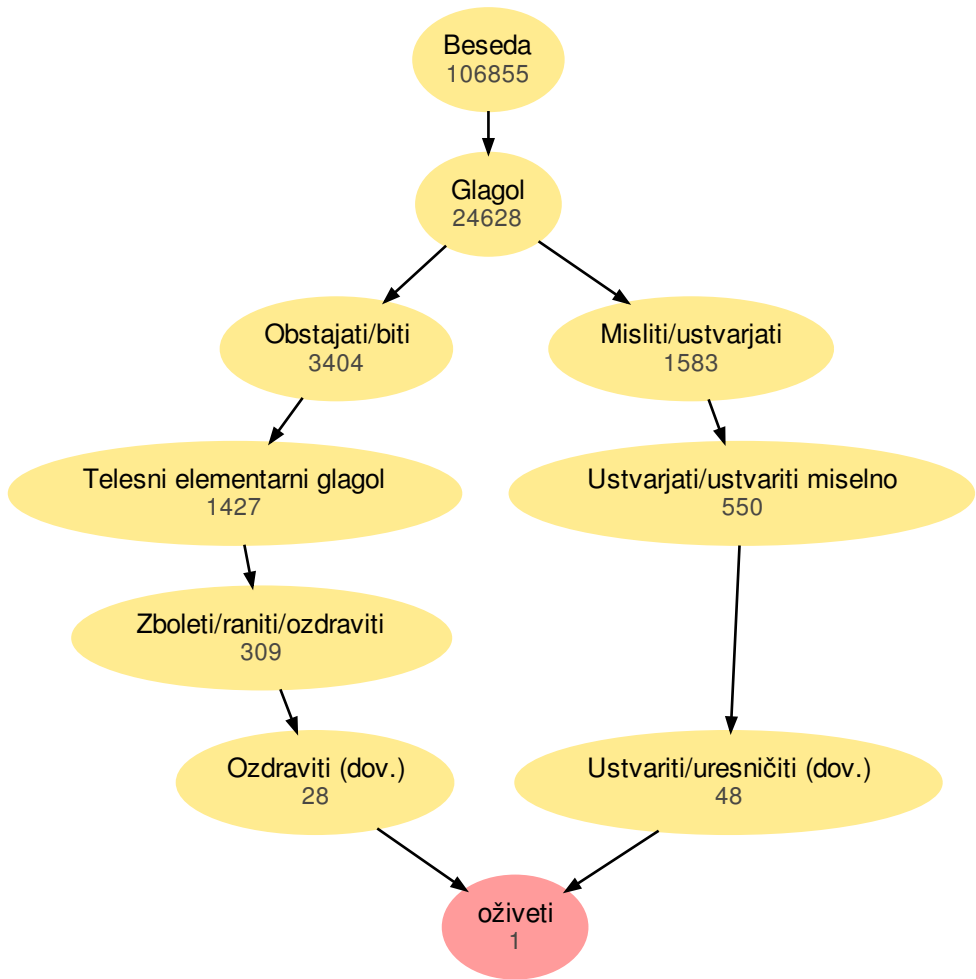 Beseda
106855
Glagol
24628
Obstajati/biti
3404
Misliti/ustvarjati
1583
Telesni elementarni glagol
1427
Ustvarjati/ustvariti miselno
550
Zboleti/raniti/ozdraviti
309
Ozdraviti (dov.)
28
Ustvariti/uresničiti (dov.)
48
oživeti
1